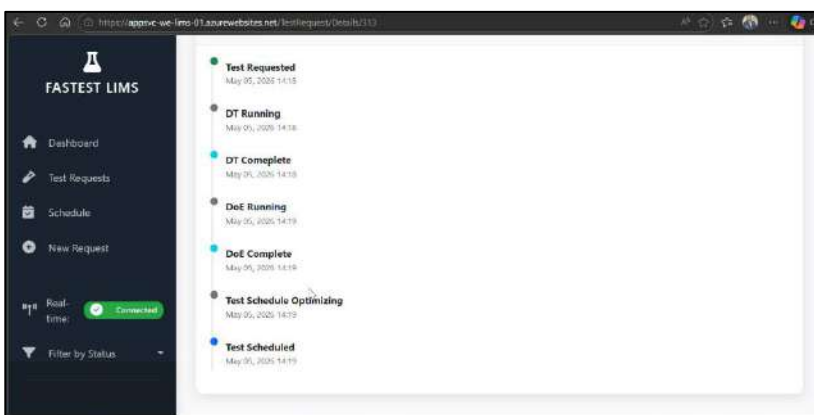 https://appsvc-we-lims-01.azurewebsites.net/TestRequest/Details/313
FASTEST LIMS
Dashboard
Test Requests
Schedule
New Request
Real-
time:
Connected
Filter by Status
Test Requested
May 05, 2026 14:15
DT Running
May 05, 2026 14:18
DT Comeplete
May 05, 2026 14:18
DoE Running
May 05, 2026 14:19
DoE Complete
May 05, 2026 14:19
Test Schedule Optimizing
May 05, 2026 14:19
Test Scheduled
May 05, 2026 14:19